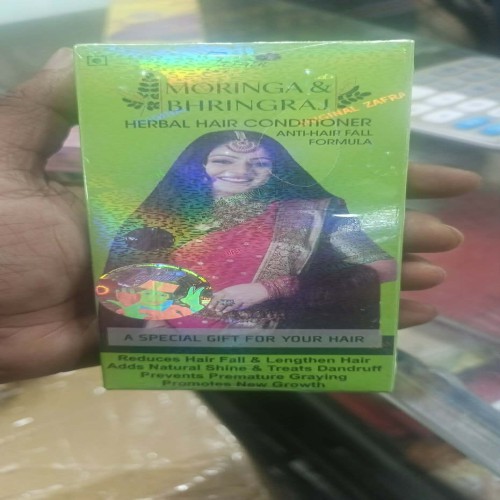 MORINGA &
BHRINGRAJ
ORIGINAL ZAFRA
HERBAL HAIR CONDITIONER
ANTI-HAIR FALL
FORMULA
A SPECIAL GIFT FOR YOUR HAIR
Reduces Hair Fall & Lengthen Hair
Adds Natural Shine & Treats Dandruff
Prevents Premature Graying
Promotes New Growth